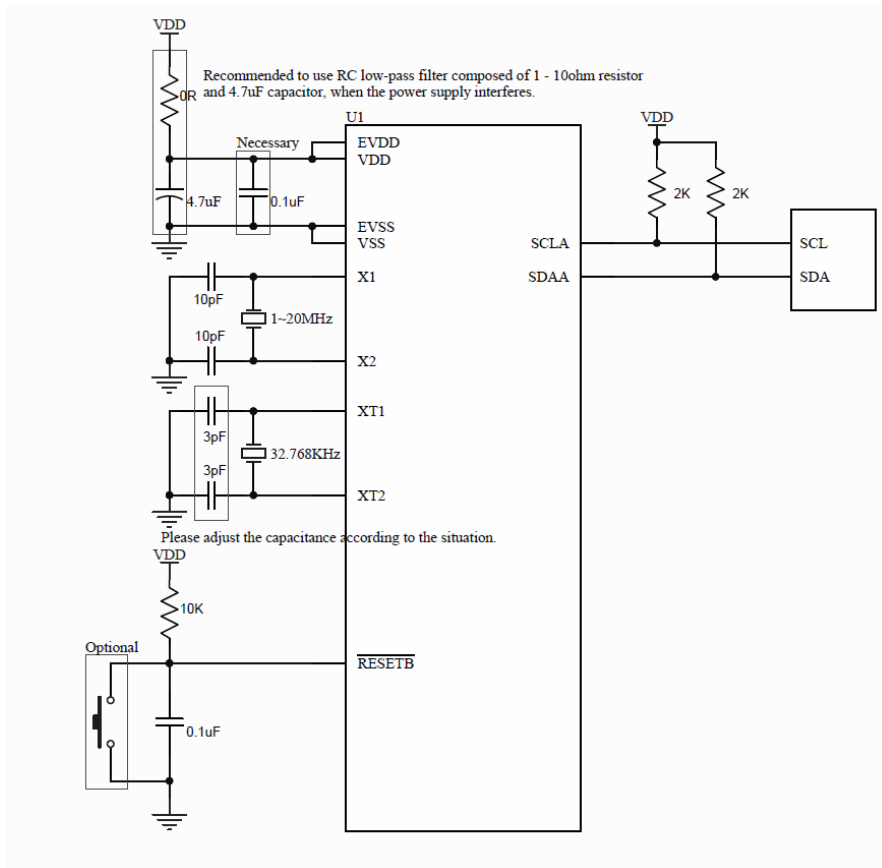 VDD
Recommended to use RC low-pass filter composed of 1 - 10ohm resistor
0R and 4.7uF capacitor, when the power supply interferes.
U1
VDD
Necessary
EVDD
VDD
4.7uF
0.1uF
2K
2K
EVSS
VSS
SCLA
SCL
X1
SDAA
SDA
10pF
1~20MHz
10pF
X2
XT1
3pF
32.768KHz
3pF
XT2
Please adjust the capacitance according to the situation.
VDD
10K
Optional
RESETB
0.1uF